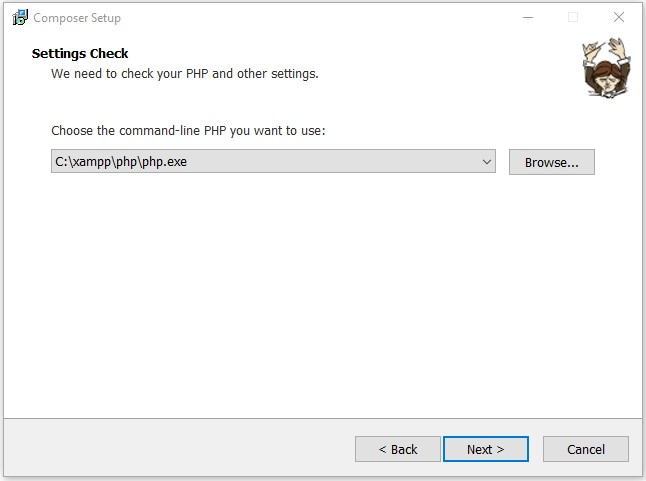 Composer Setup
Settings Check
We need to check your PHP and other settings.
Choose the command-line PHP you want to use:
C:\xampp\php\php.exe
Browse...
< Back
Next >
Cancel